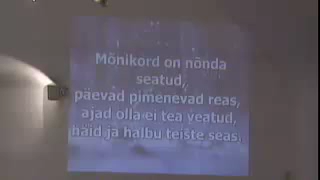 Mõnikord on nõnda
seatud,
päevad pimenevad reas,
ajad olla ei tea veatud,
häid ja halbu teiste seas.